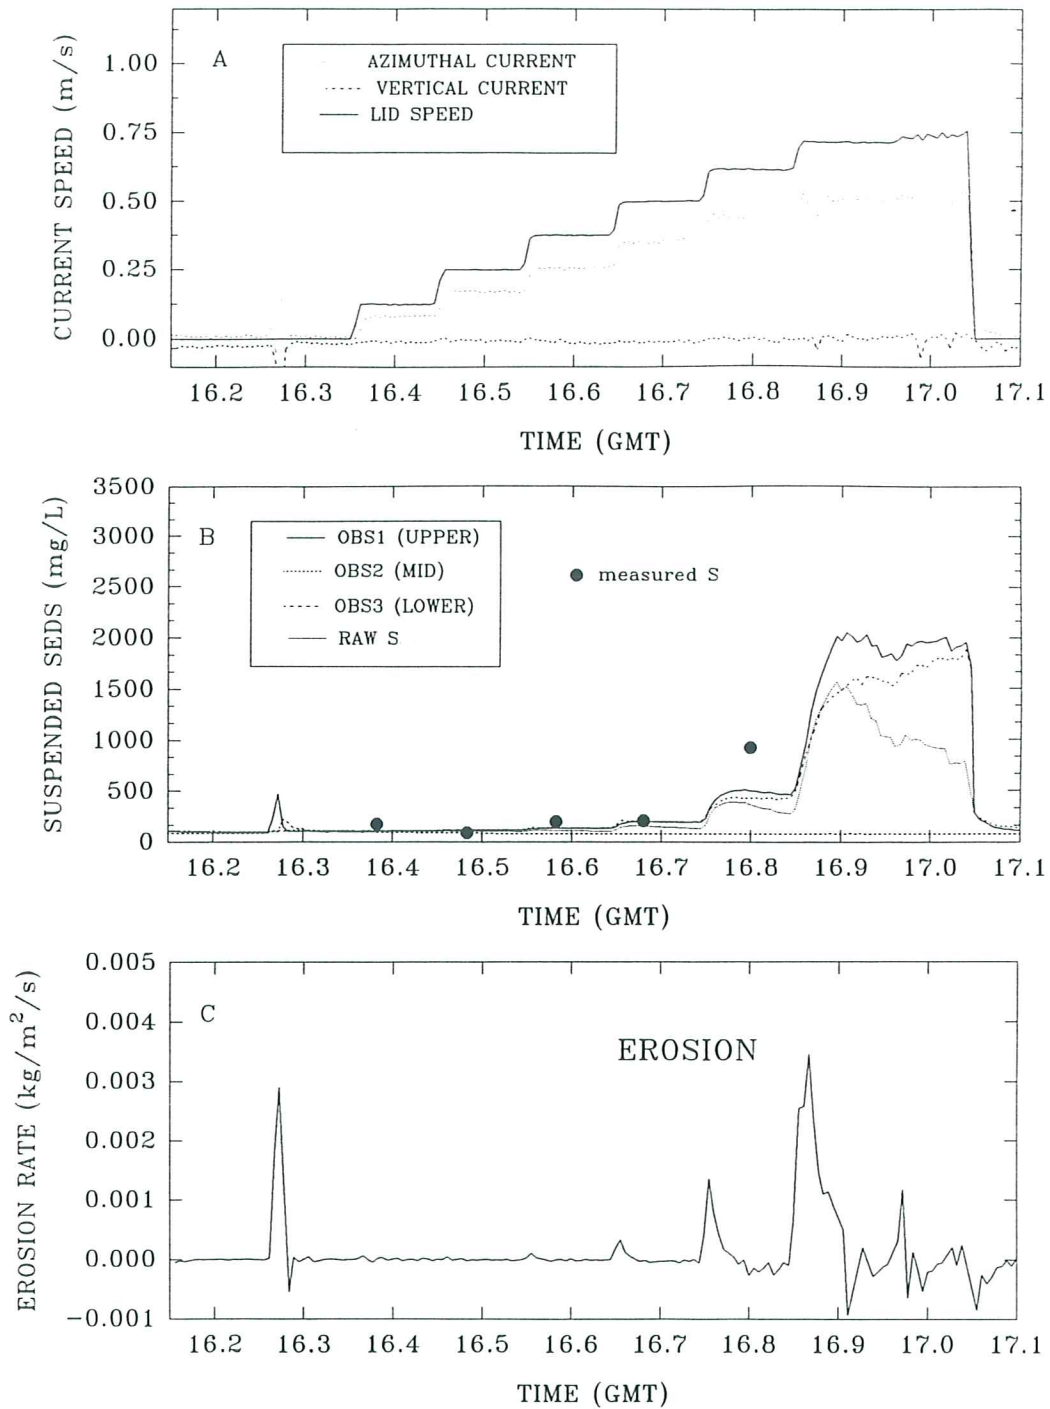 A
AZIMUTHAL CURRENT
VERTICAL CURRENT
LID SPEED
CURRENT SPEED (m/s)
1.00
0.75
0.50
0.25
0.00
16.2 16.3 16.4 16.5 16.6 16.7 16.8 16.9 17.0 17.1
TIME (GMT)
B
OBS1 (UPPER)
OBS2 (MID)
OBS3 (LOWER)
RAW S
measured S
SUSPENDED SEDS (mg/L)
3500
3000
2500
2000
1500
1000
500
0
16.2 16.3 16.4 16.5 16.6 16.7 16.8 16.9 17.0 17.1
TIME (GMT)
C
EROSION
EROSION RATE (kg/m²/s)
0.005
0.004
0.003
0.002
0.001
0.000
−0.001
16.2 16.3 16.4 16.5 16.6 16.7 16.8 16.9 17.0 17.1
TIME (GMT)